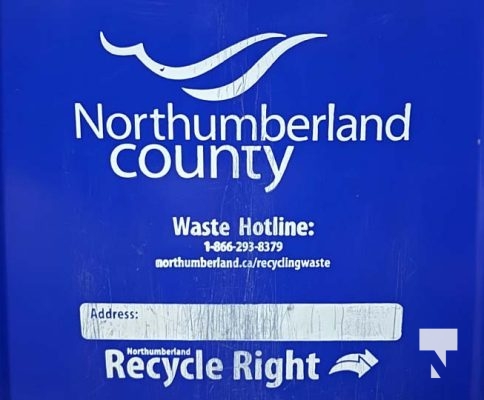 Northumberland
county
Waste Hotline:
1-866-293-8379
northumberland.ca/recyclingwaste
Address:
Northumberland
Recycle Right